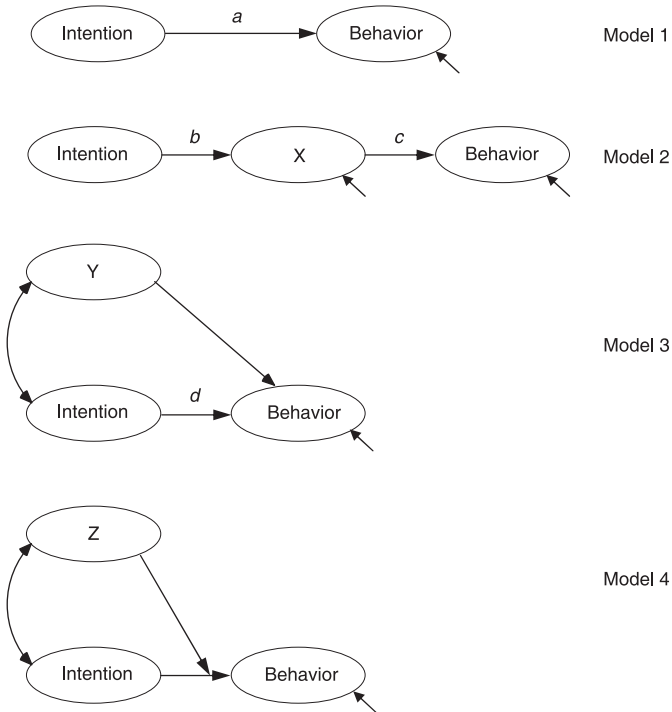 a
Intention Behavior Model 1
b c
Intention X Behavior Model 2
Y
Model 3
d
Intention Behavior
Z
Model 4
Intention Behavior